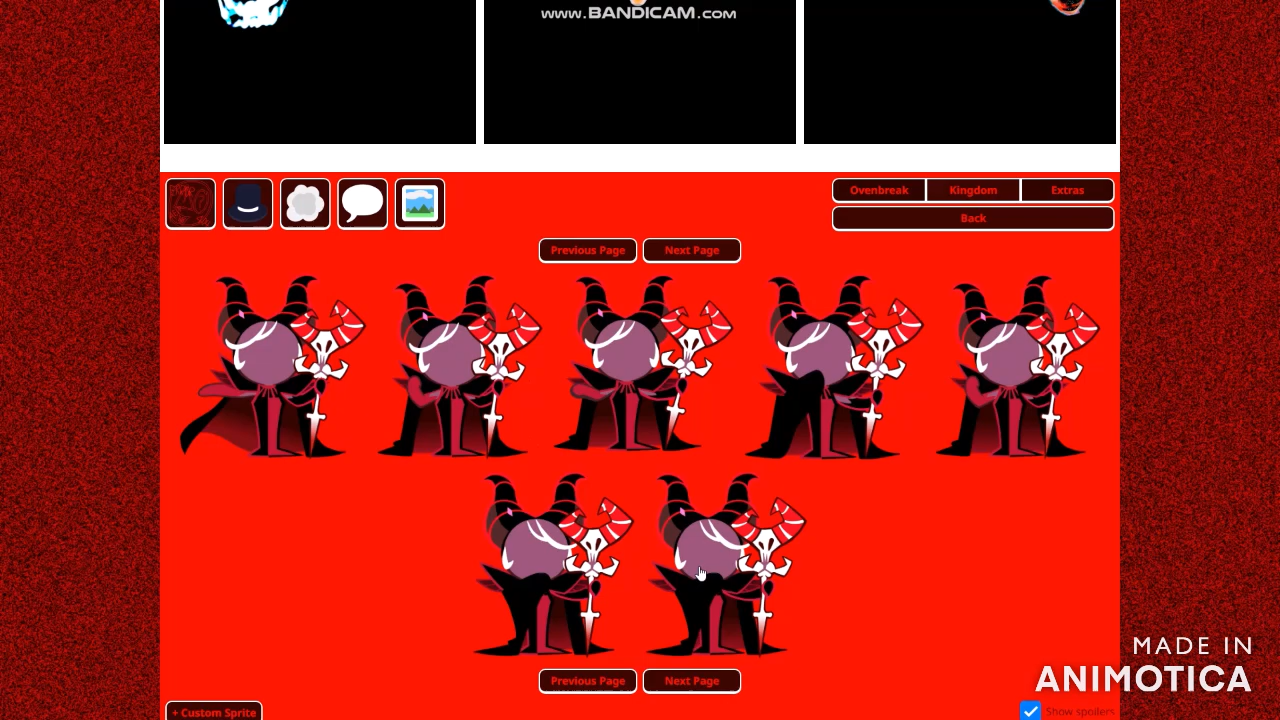 www.BANDICAM.com
Ovenbreak
Kingdom
Extras
Back
Previous Page
Next Page
Previous Page
Next Page
+ Custom Sprite
Show spoilers
MADE IN
ANIMOTICA